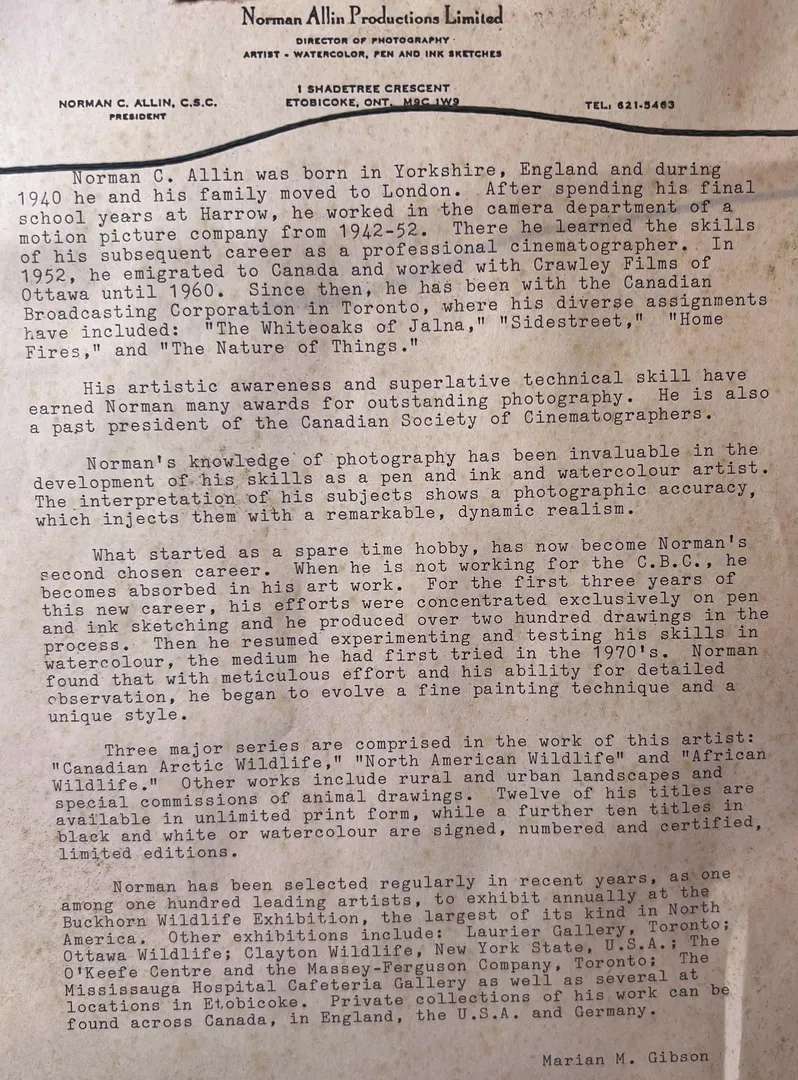 Norman Allin Productions Limited
DIRECTOR OF PHOTOGRAPHY
ARTIST - WATERCOLOR, PEN AND INK SKETCHES
NORMAN C. ALLIN, C.S.C.
PRESIDENT
1 SHADETREE CRESCENT
ETOBICOKE, ONT. M9C 1W9
TEL: 621-5463
Norman C. Allin was born in Yorkshire, England and during
1940 he and his family moved to London. After spending his final
school years at Harrow, he worked in the camera department of a
motion picture company from 1942-52. There he learned the skills
of his subsequent career as a professional cinematographer. In
1952, he emigrated to Canada and worked with Crawley Films of
Ottawa until 1960. Since then, he has been with the Canadian
Broadcasting Corporation in Toronto, where his diverse assignments
have included: "The Whiteoaks of Jalna," "Sidestreet," "Home
Fires," and "The Nature of Things."
His artistic awareness and superlative technical skill have
earned Norman many awards for outstanding photography. He is also
a past president of the Canadian Society of Cinematographers.
Norman's knowledge of photography has been invaluable in the
development of his skills as a pen and ink and watercolour artist.
The interpretation of his subjects shows a photographic accuracy,
which injects them with a remarkable, dynamic realism.
What started as a spare time hobby, has now become Norman's
second chosen career. When he is not working for the C.B.C., he
becomes absorbed in his art work. For the first three years of
this new career, his efforts were concentrated exclusively on pen
and ink sketching and he produced over two hundred drawings in the
process. Then he resumed experimenting and testing his skills in
watercolour, the medium he had first tried in the 1970's. Norman
found that with meticulous effort and his ability for detailed
observation, he began to evolve a fine painting technique and a
unique style.
Three major series are comprised in the work of this artist:
"Canadian Arctic Wildlife," "North American Wildlife" and "African
Wildlife." Other works include rural and urban landscapes and
special commissions of animal drawings. Twelve of his titles are
available in unlimited print form, while a further ten titles in
black and white or watercolour are signed, numbered and certified,
limited editions.
Norman has been selected regularly in recent years, as one
among one hundred leading artists, to exhibit annually at the
Buckhorn Wildlife Exhibition, the largest of its kind in North
America. Other exhibitions include: Laurier Gallery, Toronto;
Ottawa Wildlife; Clayton Wildlife, New York State, U.S.A.; The
O'Keefe Centre and the Massey-Ferguson Company, Toronto; The
Mississauga Hospital Cafeteria Gallery as well as several at
locations in Etobicoke. Private collections of his work can be
found across Canada, in England, the U.S.A. and Germany.
Marian M. Gibson